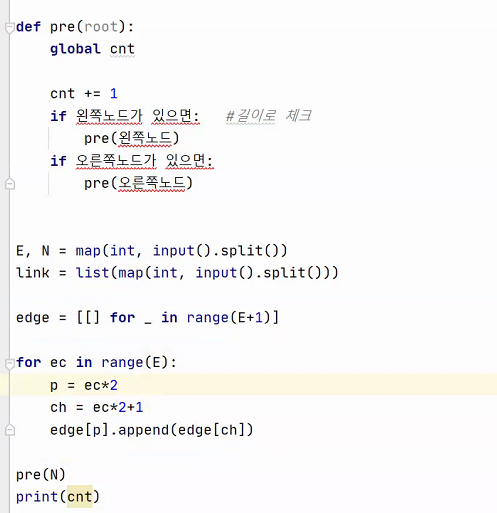 def pre(root):
    global cnt

    cnt += 1
    if 왼쪽노드가 있으면:   #길이로 체크
        pre(왼쪽노드)
    if 오른쪽노드가 있으면:
        pre(오른쪽노드)


E, N = map(int, input().split())
link = list(map(int, input().split()))

edge = [[] for _ in range(E+1)]

for ec in range(E):
    p = ec*2
    ch = ec*2+1
    edge[p].append(edge[ch])

pre(N)
print(cnt)